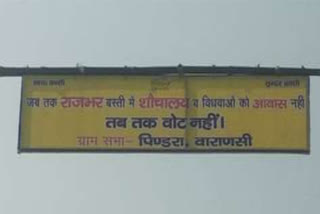 जब तक राजभर बस्ती मे शौचालय व विधवाओं को आवास नही
तब तक वोट नहीं।
ग्राम सभा- पिण्डरा, वाराणसी